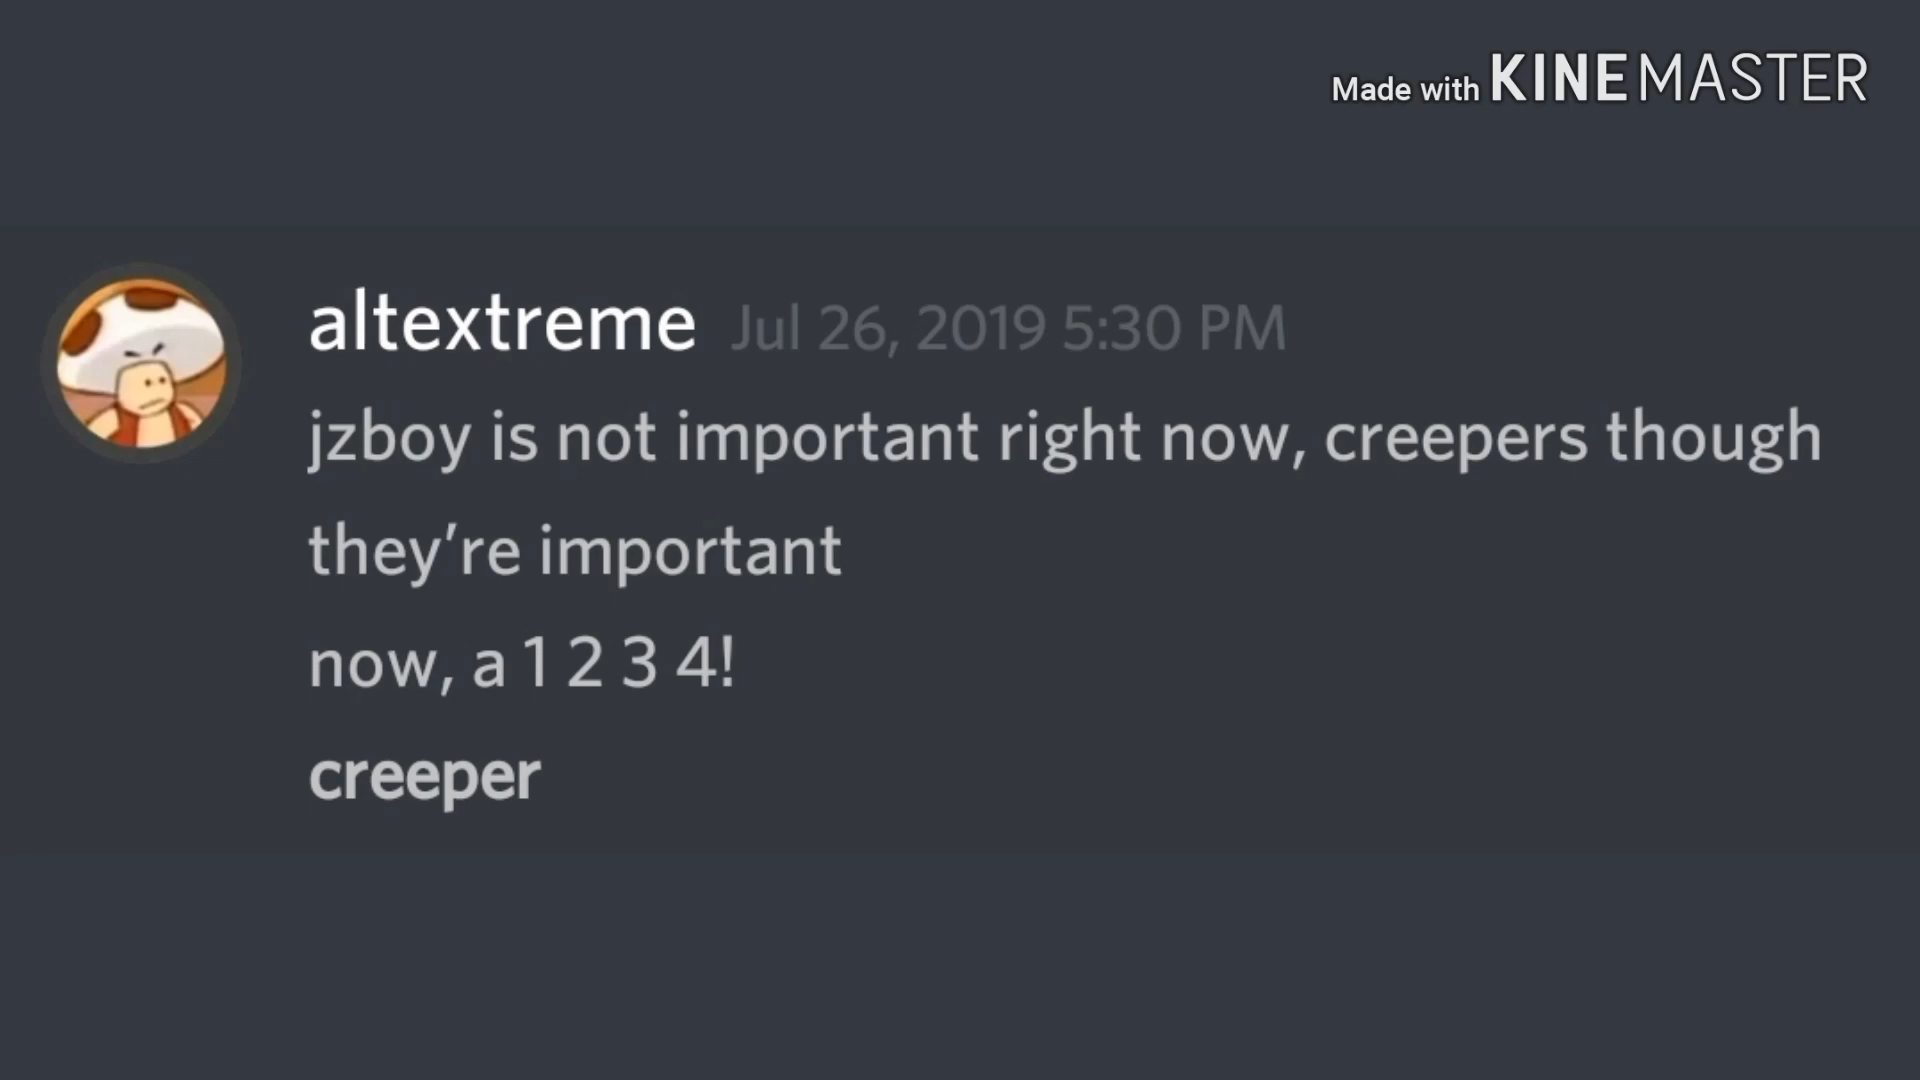 Made with KINEMASTER
altextreme Jul 26, 2019 5:30 PM
jzboy is not important right now, creepers though
they’re important
now, a 1 2 3 4!
creeper